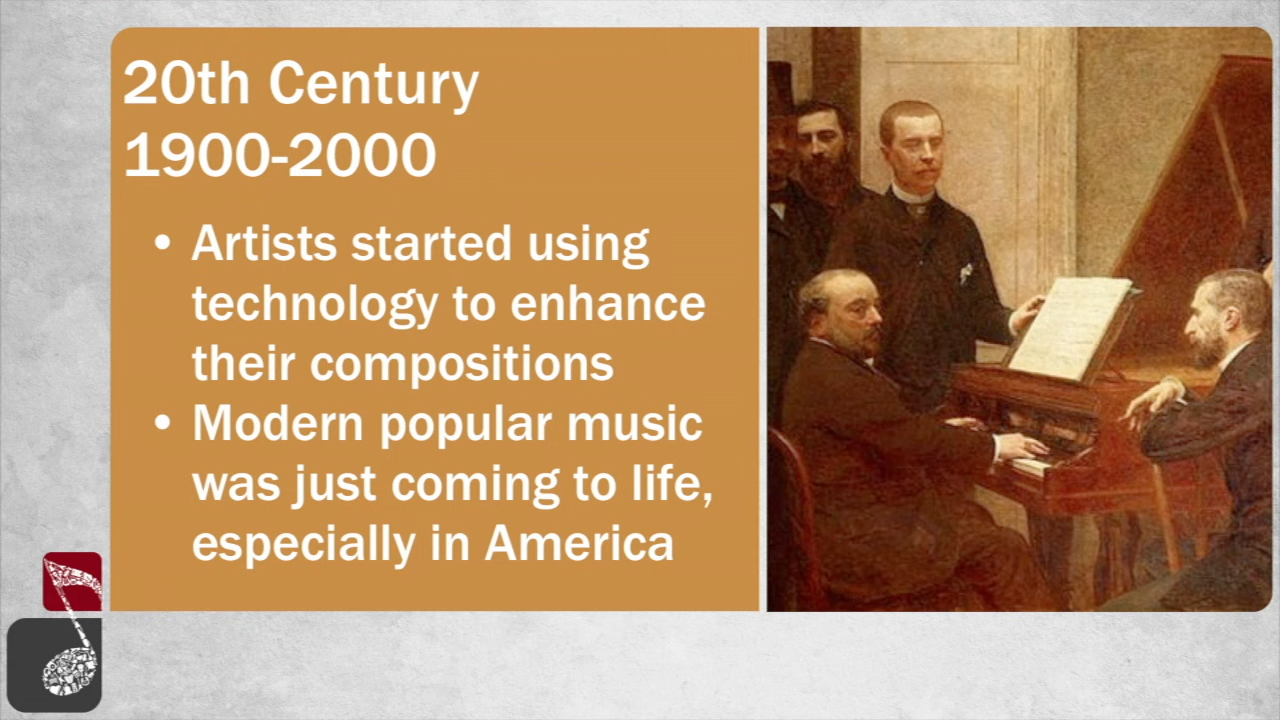 20th Century
1900-2000
• Artists started using
technology to enhance
their compositions
• Modern popular music
was just coming to life,
especially in America